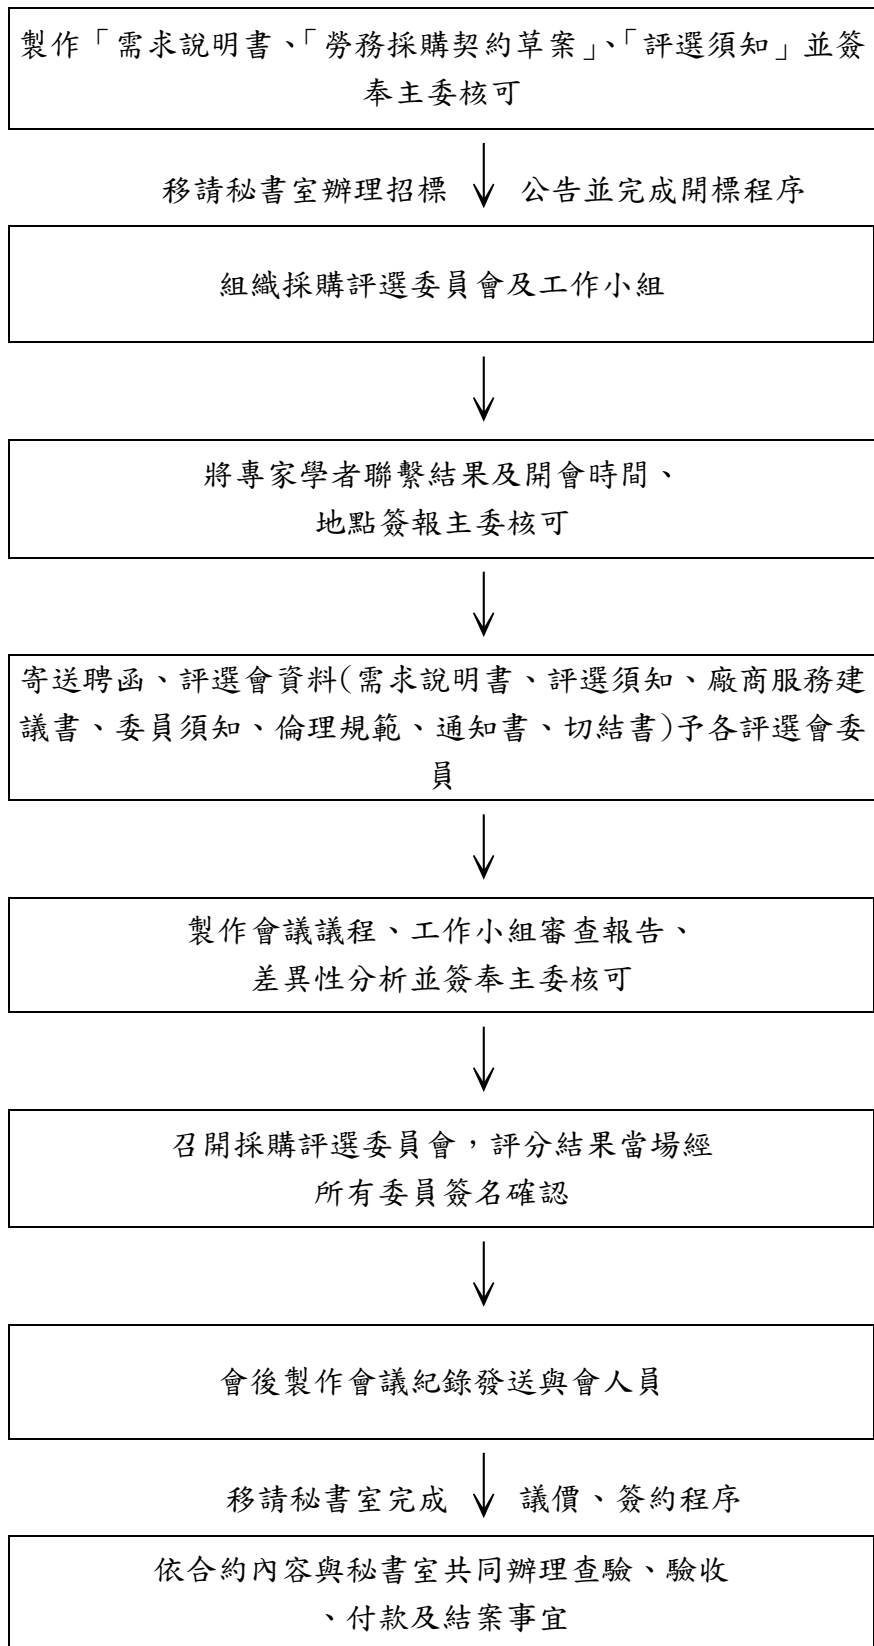 製作「需求說明書、「勞務採購契約草案」、「評選須知」並簽
奉主委核可
移請秘書室辦理招標 公告並完成開標程序
組織採購評選委員會及工作小組
將專家學者聯繫結果及開會時間、
地點簽報主委核可
寄送聘函、評選會資料(需求說明書、評選須知、廠商服務建
議書、委員須知、倫理規範、通知書、切結書)予各評選會委
員
製作會議議程、工作小組審查報告、
差異性分析並簽奉主委核可
召開採購評選委員會，評分結果當場經
所有委員簽名確認
會後製作會議紀錄發送與會人員
移請秘書室完成 議價、簽約程序
依合約內容與秘書室共同辦理查驗、驗收
、付款及結案事宜